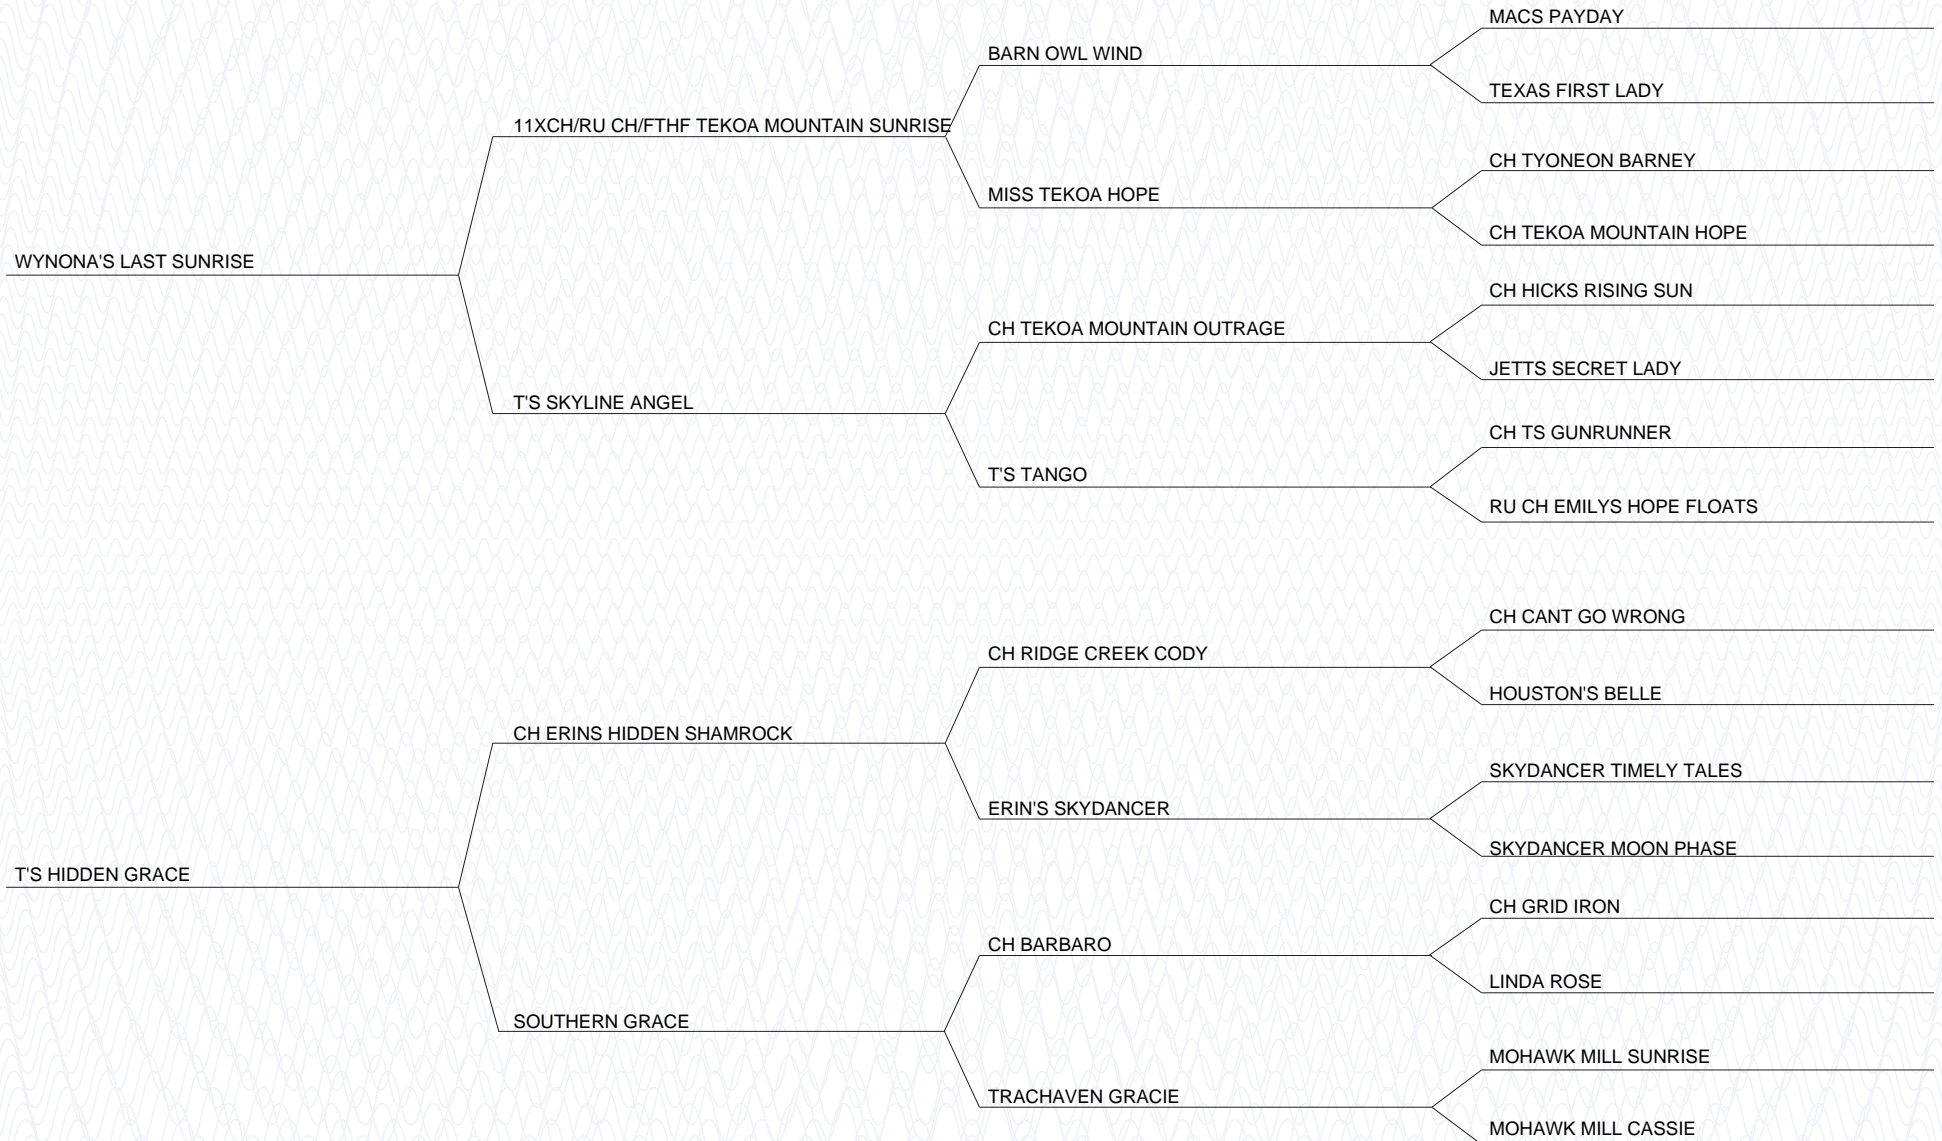 MACS PAYDAY
BARN OWL WIND
TEXAS FIRST LADY
11XCH/RU CH/FTHF TEKOA MOUNTAIN SUNRISE
CH TYONEON BARNEY
MISS TEKOA HOPE
CH TEKOA MOUNTAIN HOPE
WYNONA'S LAST SUNRISE
CH HICKS RISING SUN
CH TEKOA MOUNTAIN OUTRAGE
JETTS SECRET LADY
T'S SKYLINE ANGEL
CH TS GUNRUNNER
T'S TANGO
RU CH EMILYS HOPE FLOATS
CH CANT GO WRONG
CH RIDGE CREEK CODY
HOUSTON'S BELLE
CH ERINS HIDDEN SHAMROCK
SKYDANCER TIMELY TALES
ERIN'S SKYDANCER
SKYDANCER MOON PHASE
T'S HIDDEN GRACE
CH GRID IRON
CH BARBARO
LINDA ROSE
SOUTHERN GRACE
MOHAWK MILL SUNRISE
TRACHAVEN GRACIE
MOHAWK MILL CASSIE